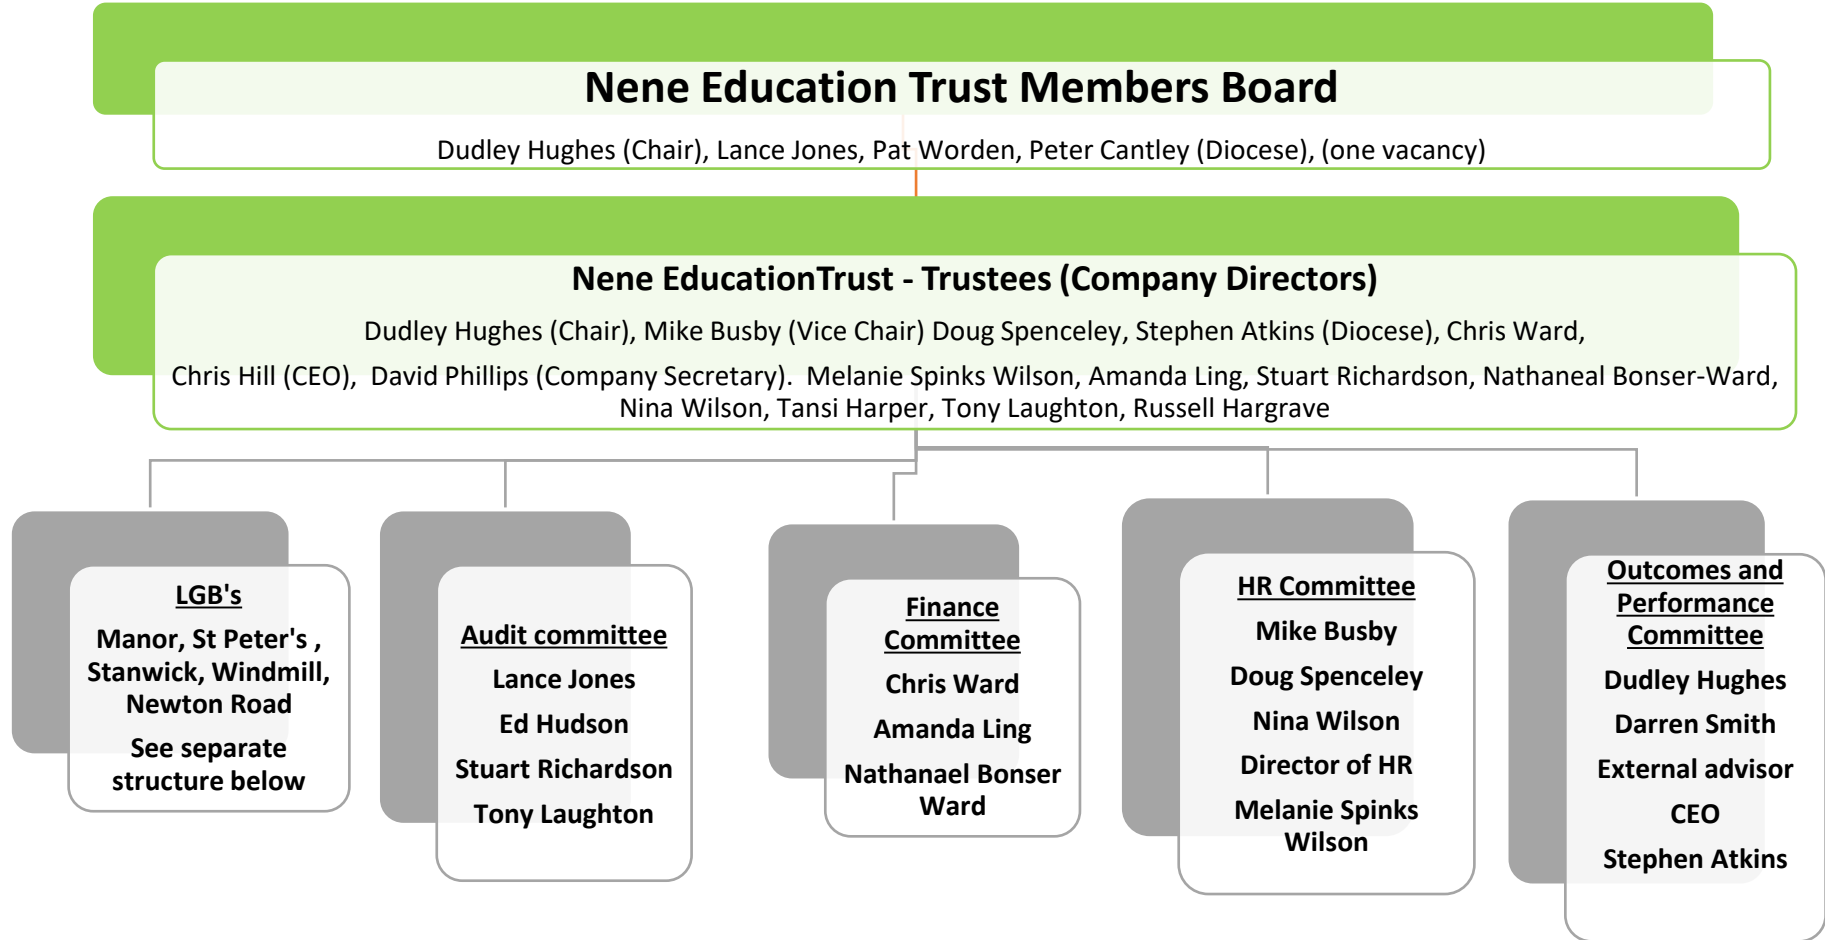 Nene Education Trust Members Board
Dudley Hughes (Chair), Lance Jones, Pat Worden, Peter Cantley (Diocese), (one vacancy)
Nene EducationTrust - Trustees (Company Directors)
Dudley Hughes (Chair), Mike Busby (Vice Chair) Doug Spenceley, Stephen Atkins (Diocese), Chris Ward,
Chris Hill (CEO), David Phillips (Company Secretary). Melanie Spinks Wilson, Amanda Ling, Stuart Richardson, Nathaneal Bonser-Ward,
Nina Wilson, Tansi Harper, Tony Laughton, Russell Hargrave
LGB's
Manor, St Peter's ,
Stanwick, Windmill,
Newton Road
See separate
structure below
Audit committee
Lance Jones
Ed Hudson
Stuart Richardson
Tony Laughton
Finance
Committee
Chris Ward
Amanda Ling
Nathanael Bonser
Ward
HR Committee
Mike Busby
Doug Spenceley
Nina Wilson
Director of HR
Melanie Spinks
Wilson
Outcomes and
Performance
Committee
Dudley Hughes
Darren Smith
External advisor
CEO
Stephen Atkins